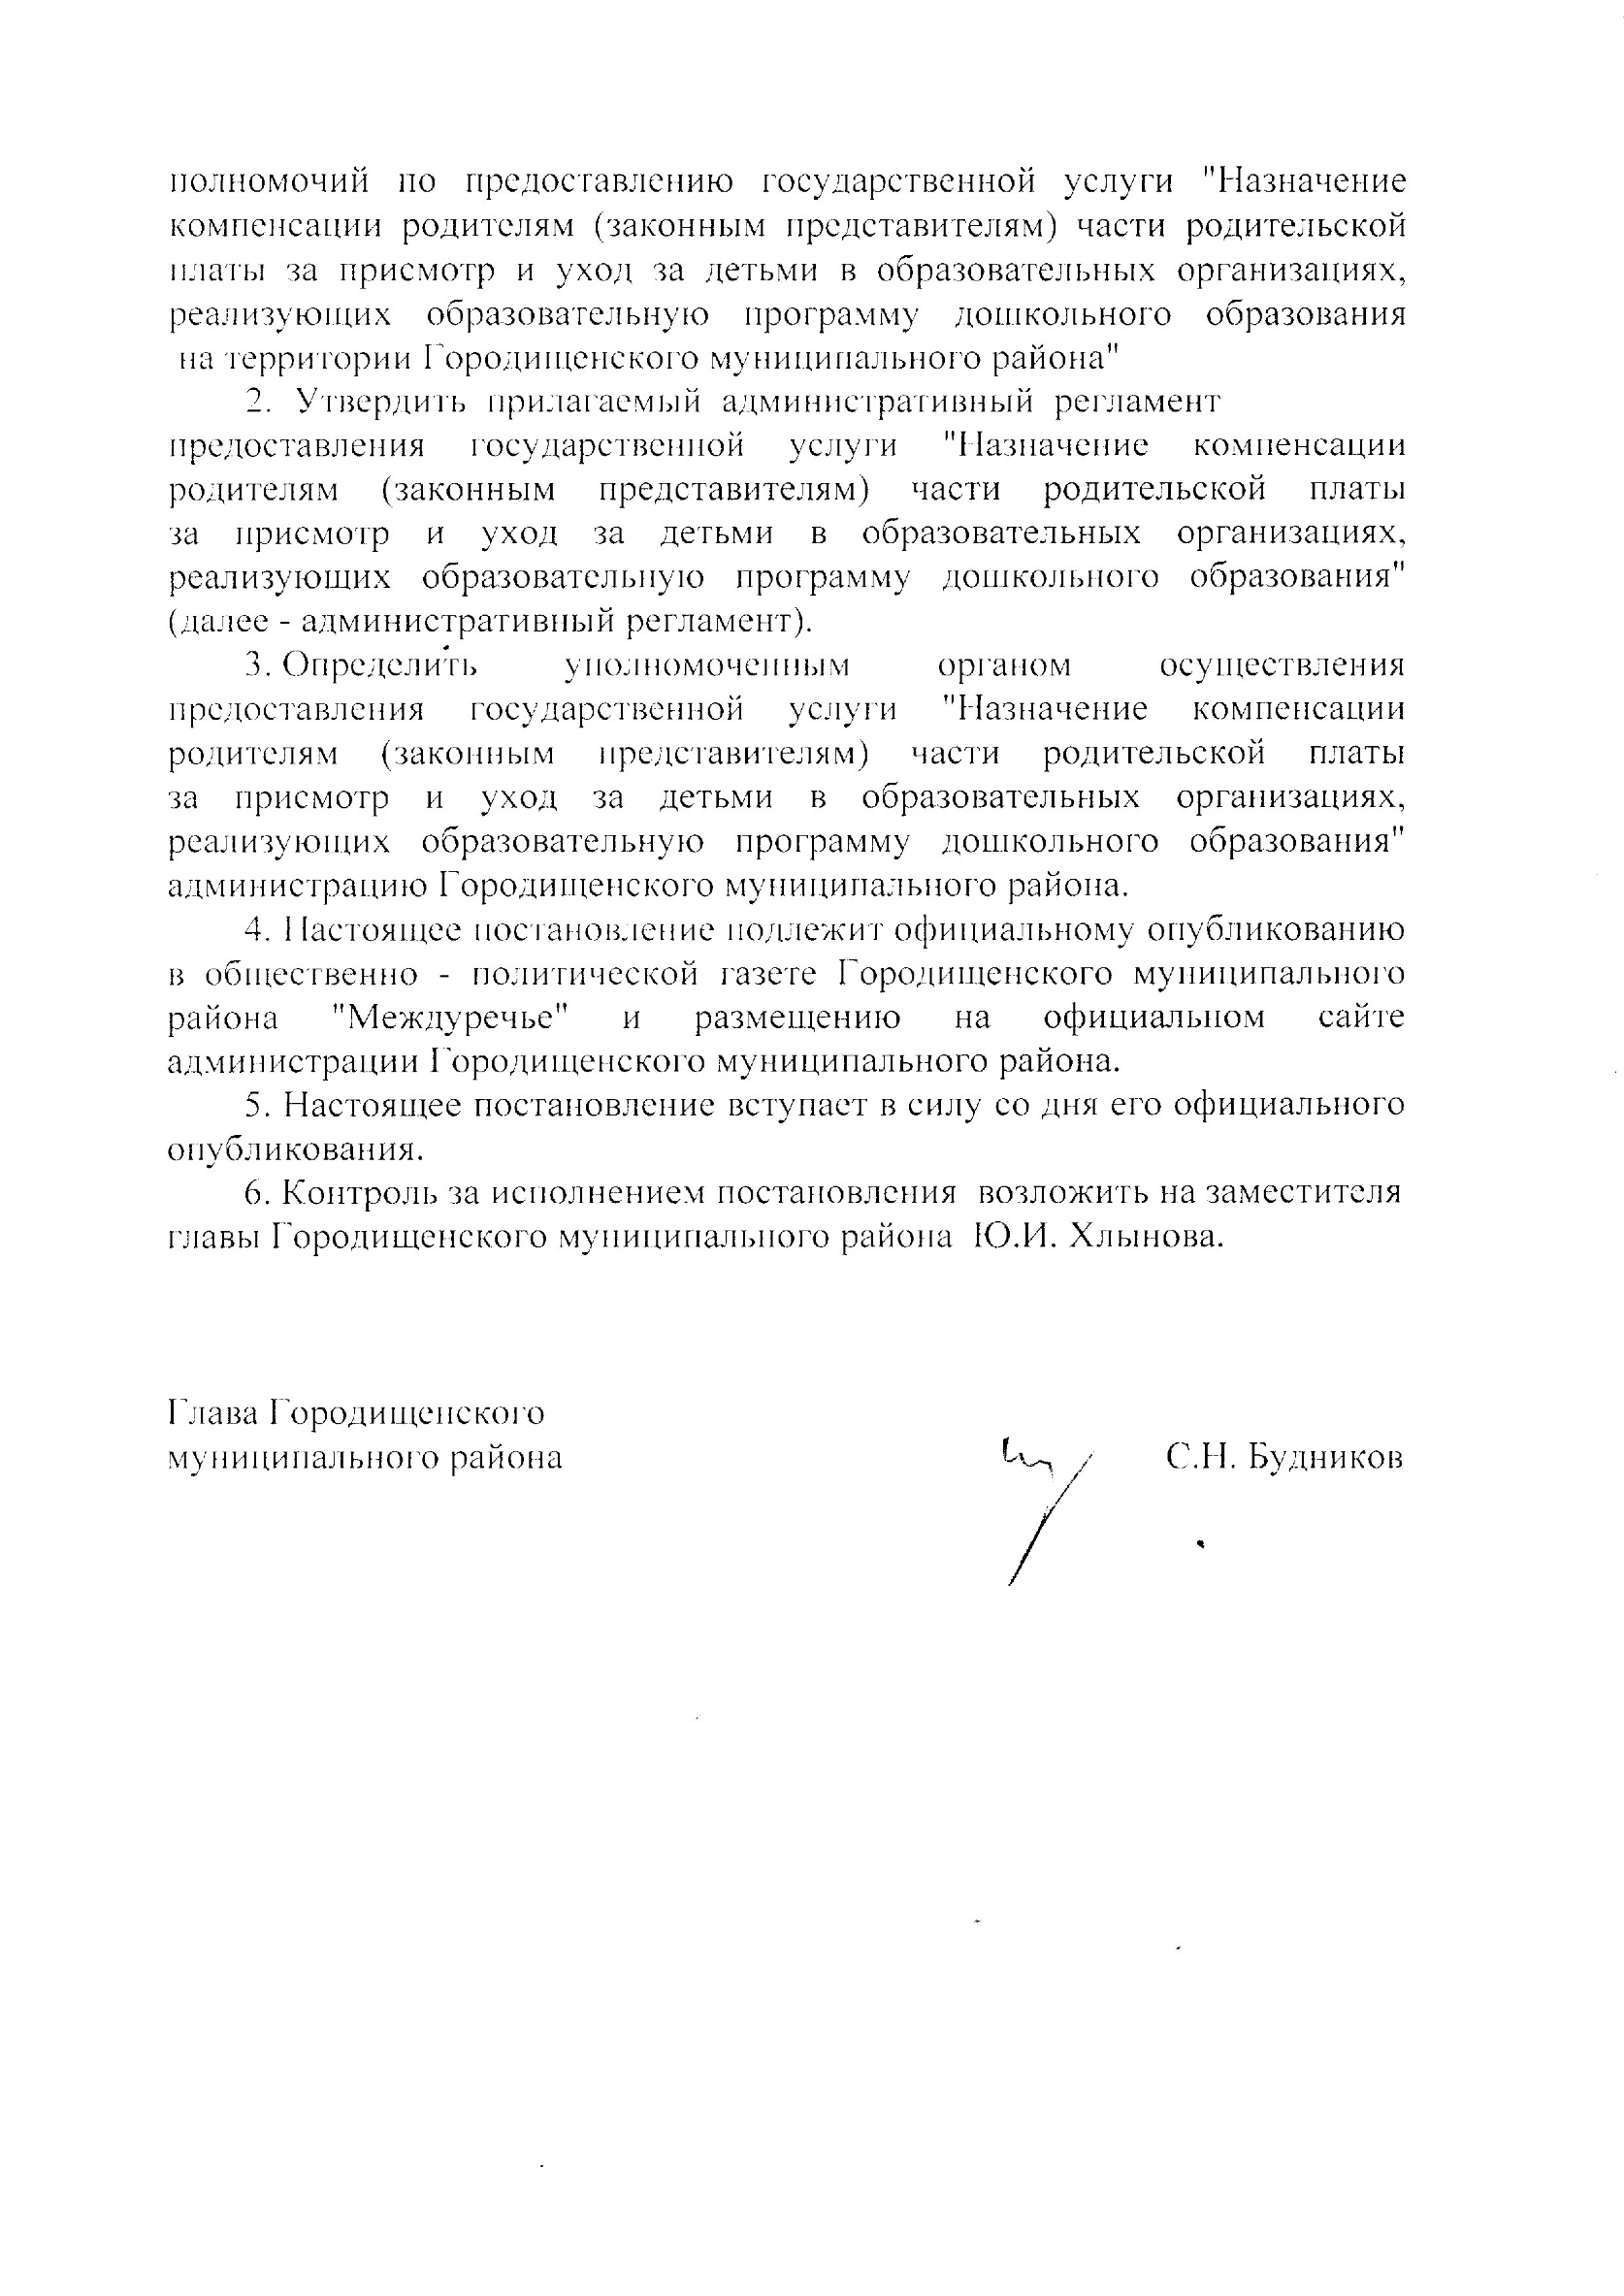 полномочий по предоставлению государственной услуги "Назначение
компенсации родителям (законным представителям) части родительской
платы за присмотр и уход за детьми в образовательных организациях,
реализующих образовательную программу дошкольного образования
на территории Городищенского муниципального района"
2. Утвердить прилагаемый административный регламент
предоставления государственной услуги "Назначение компенсации
родителям (законным представителям) части родительской платы
за присмотр и уход за детьми в образовательных организациях,
реализующих образовательную программу дошкольного образования"
(далее - административный регламент).
3. Определить уполномоченным органом осуществления
предоставления государственной услуги "Назначение компенсации
родителям (законным представителям) части родительской платы
за присмотр и уход за детьми в образовательных организациях,
реализующих образовательную программу дошкольного образования"
администрацию Городищенского муниципального района.
4. Настоящее постановление подлежит официальному опубликованию
в общественно - политической газете Городищенского муниципального
района "Междуречье" и размещению на официальном сайте
администрации Городищенского муниципального района.
5. Настоящее постановление вступает в силу со дня его официального
опубликования.
6. Контроль за исполнением постановления возложить на заместителя
главы Городищенского муниципального района Ю.И. Хлынова.
Глава Городищенского
муниципального района С.Н. Будников